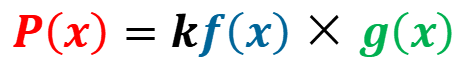 P(x) = kf(x) × g(x)